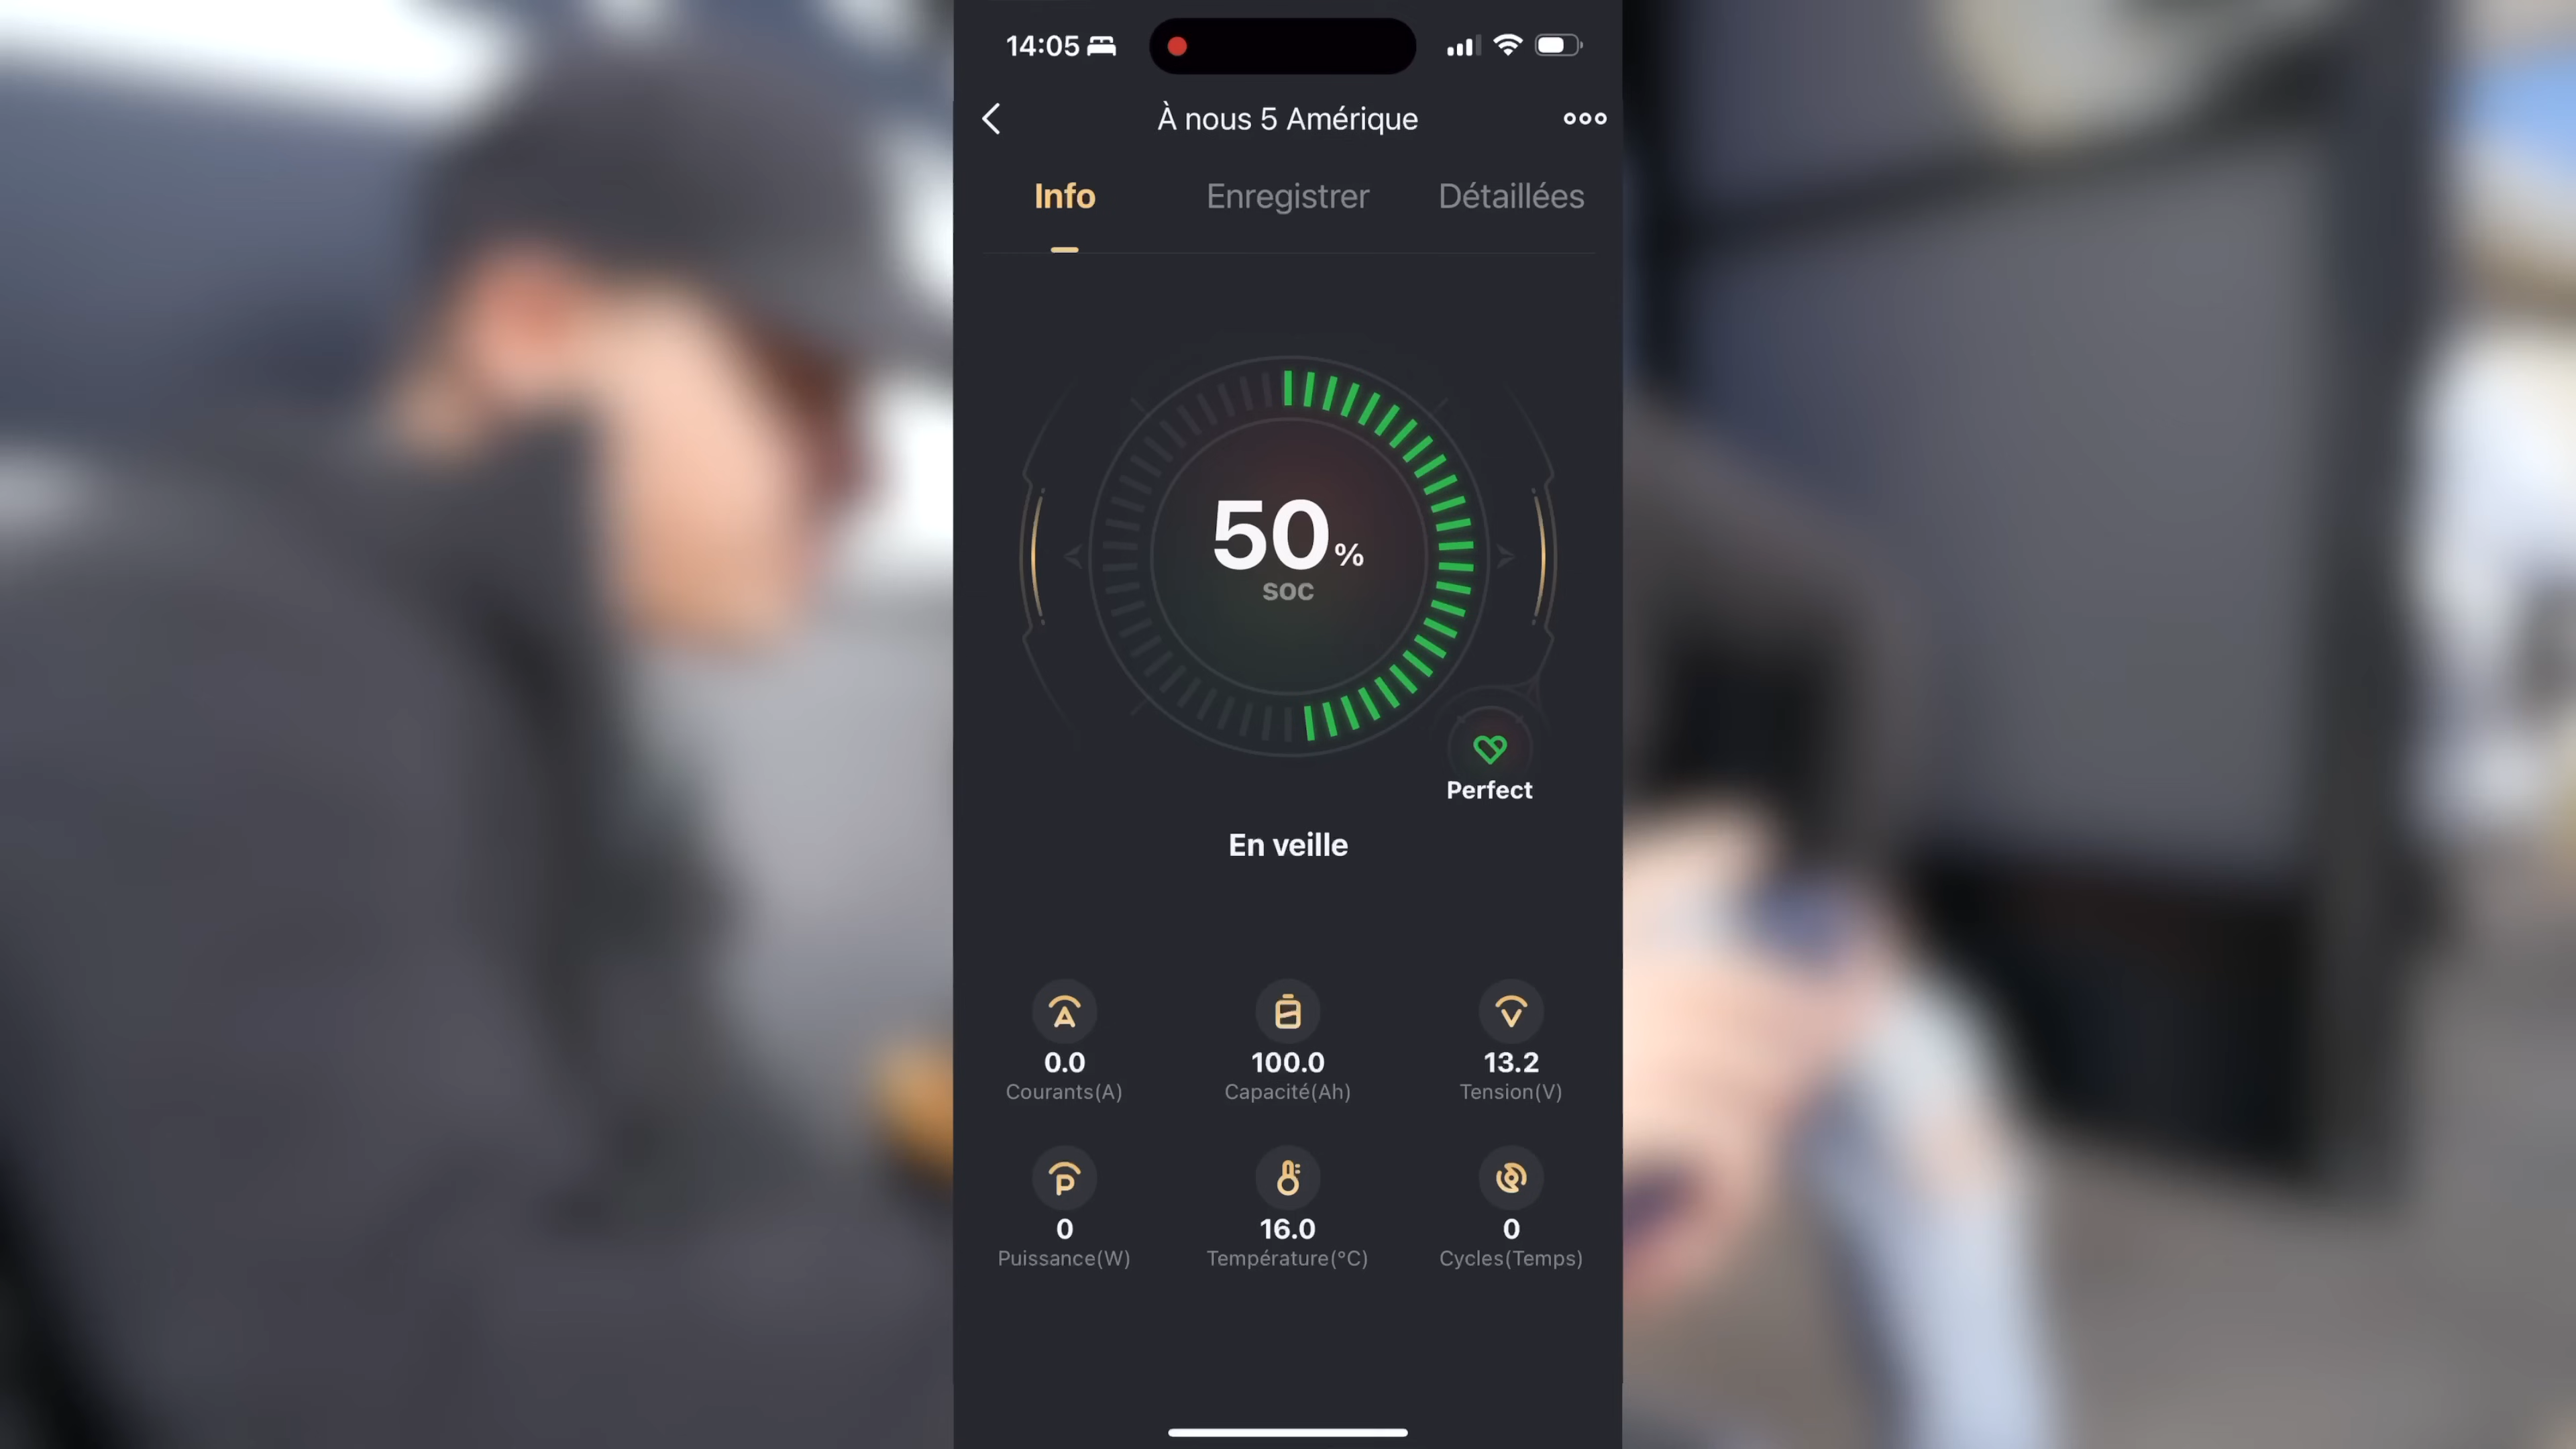 14:05
À nous 5 Amérique
Info Enregistrer Détaillées
50%
SOC
Perfect
En veille
A
V
0.0 100.0 13.2
Courants(A) Capacité(Ah) Tension(V)
P
0 16.0 0
Puissance(W) Température(°C) Cycles(Temps)